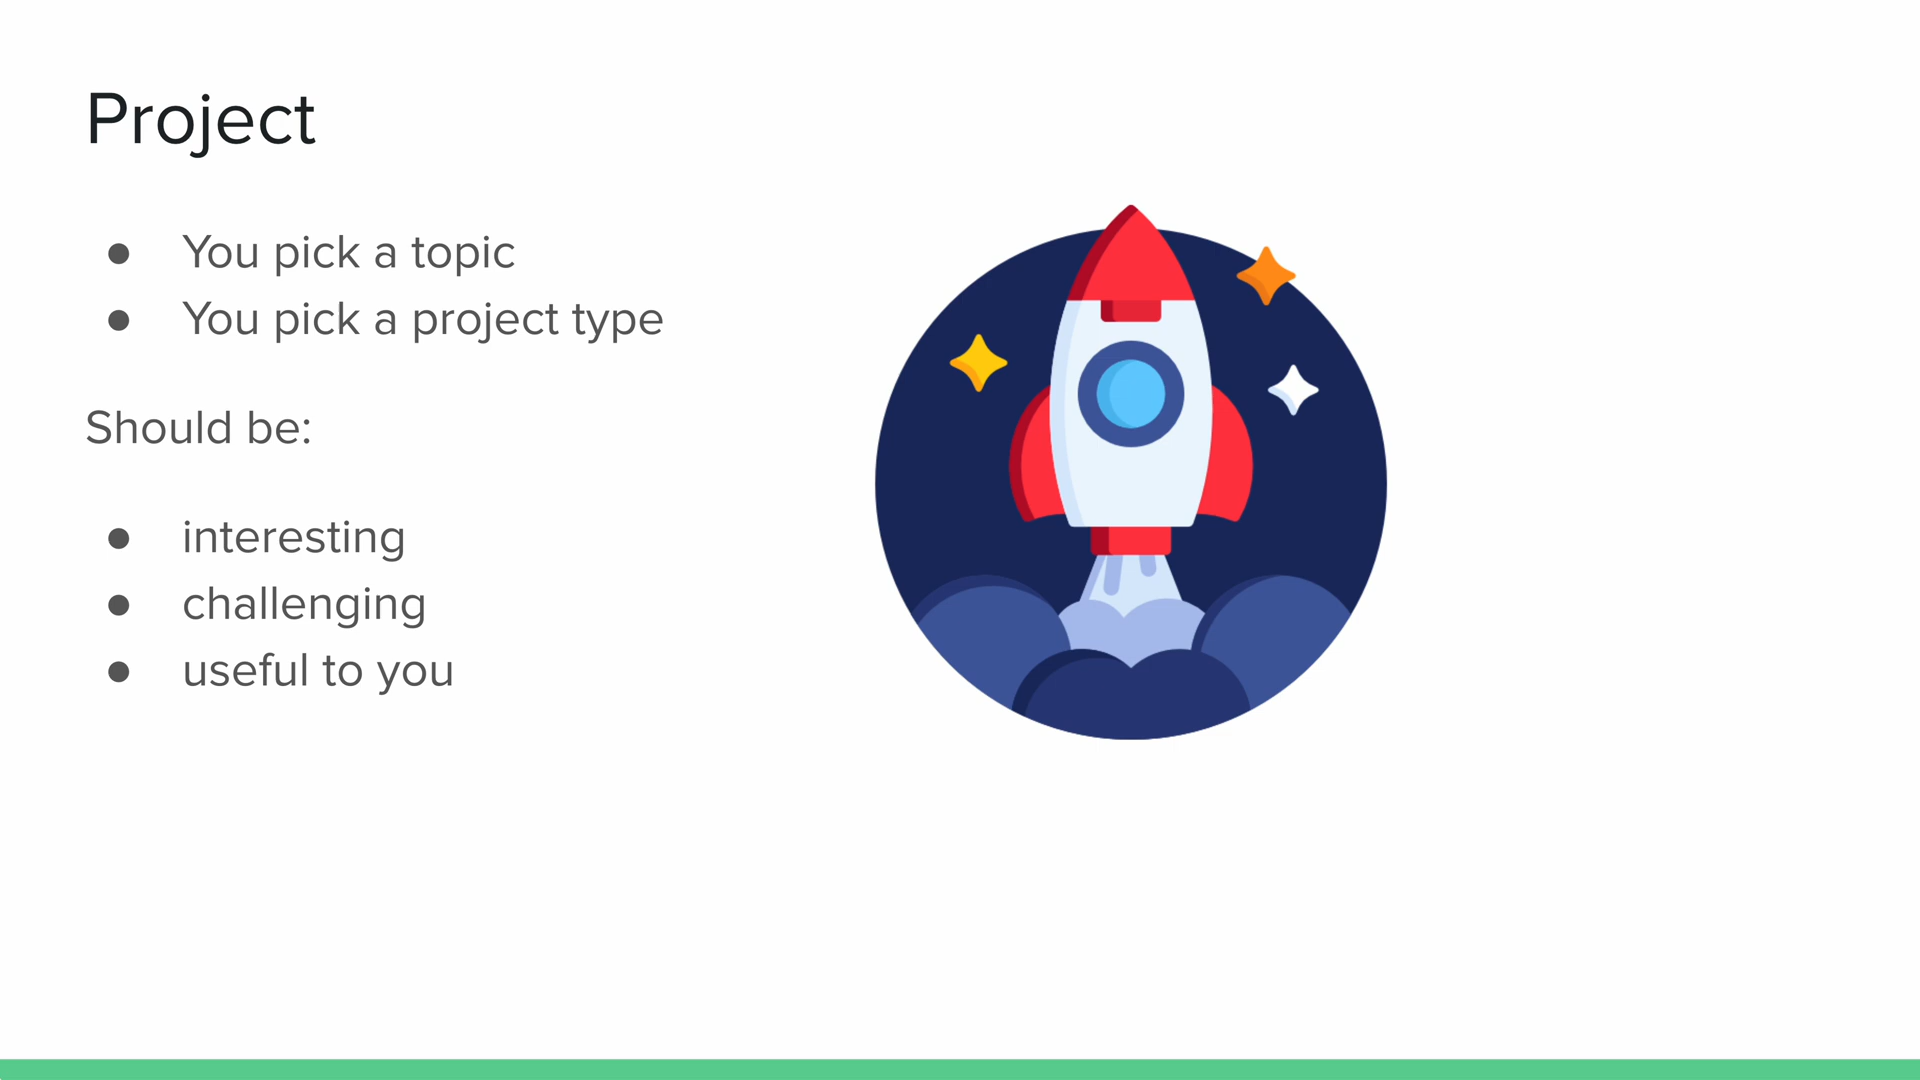 Project
● You pick a topic
● You pick a project type
Should be:
● interesting
● challenging
● useful to you